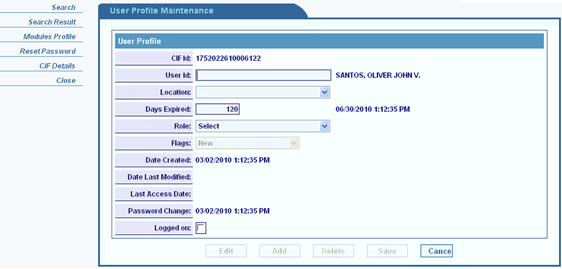 Search
Search Result
Modules Profile
Reset Password
CIF Details
Close
User Profile Maintenance
User Profile
CIF Id: 1752022610006122
User Id: SANTOS, OLIVER JOHN V.
Location:
Days Expired: 120 06/30/2010 1:12:35 PM
Role: Select
Flags: New
Date Created: 03/02/2010 1:12:35 PM
Date Last Modified:
Last Access Date:
Password Change: 03/02/2010 1:12:35 PM
Logged on:
Edit Add Delete Save Cance